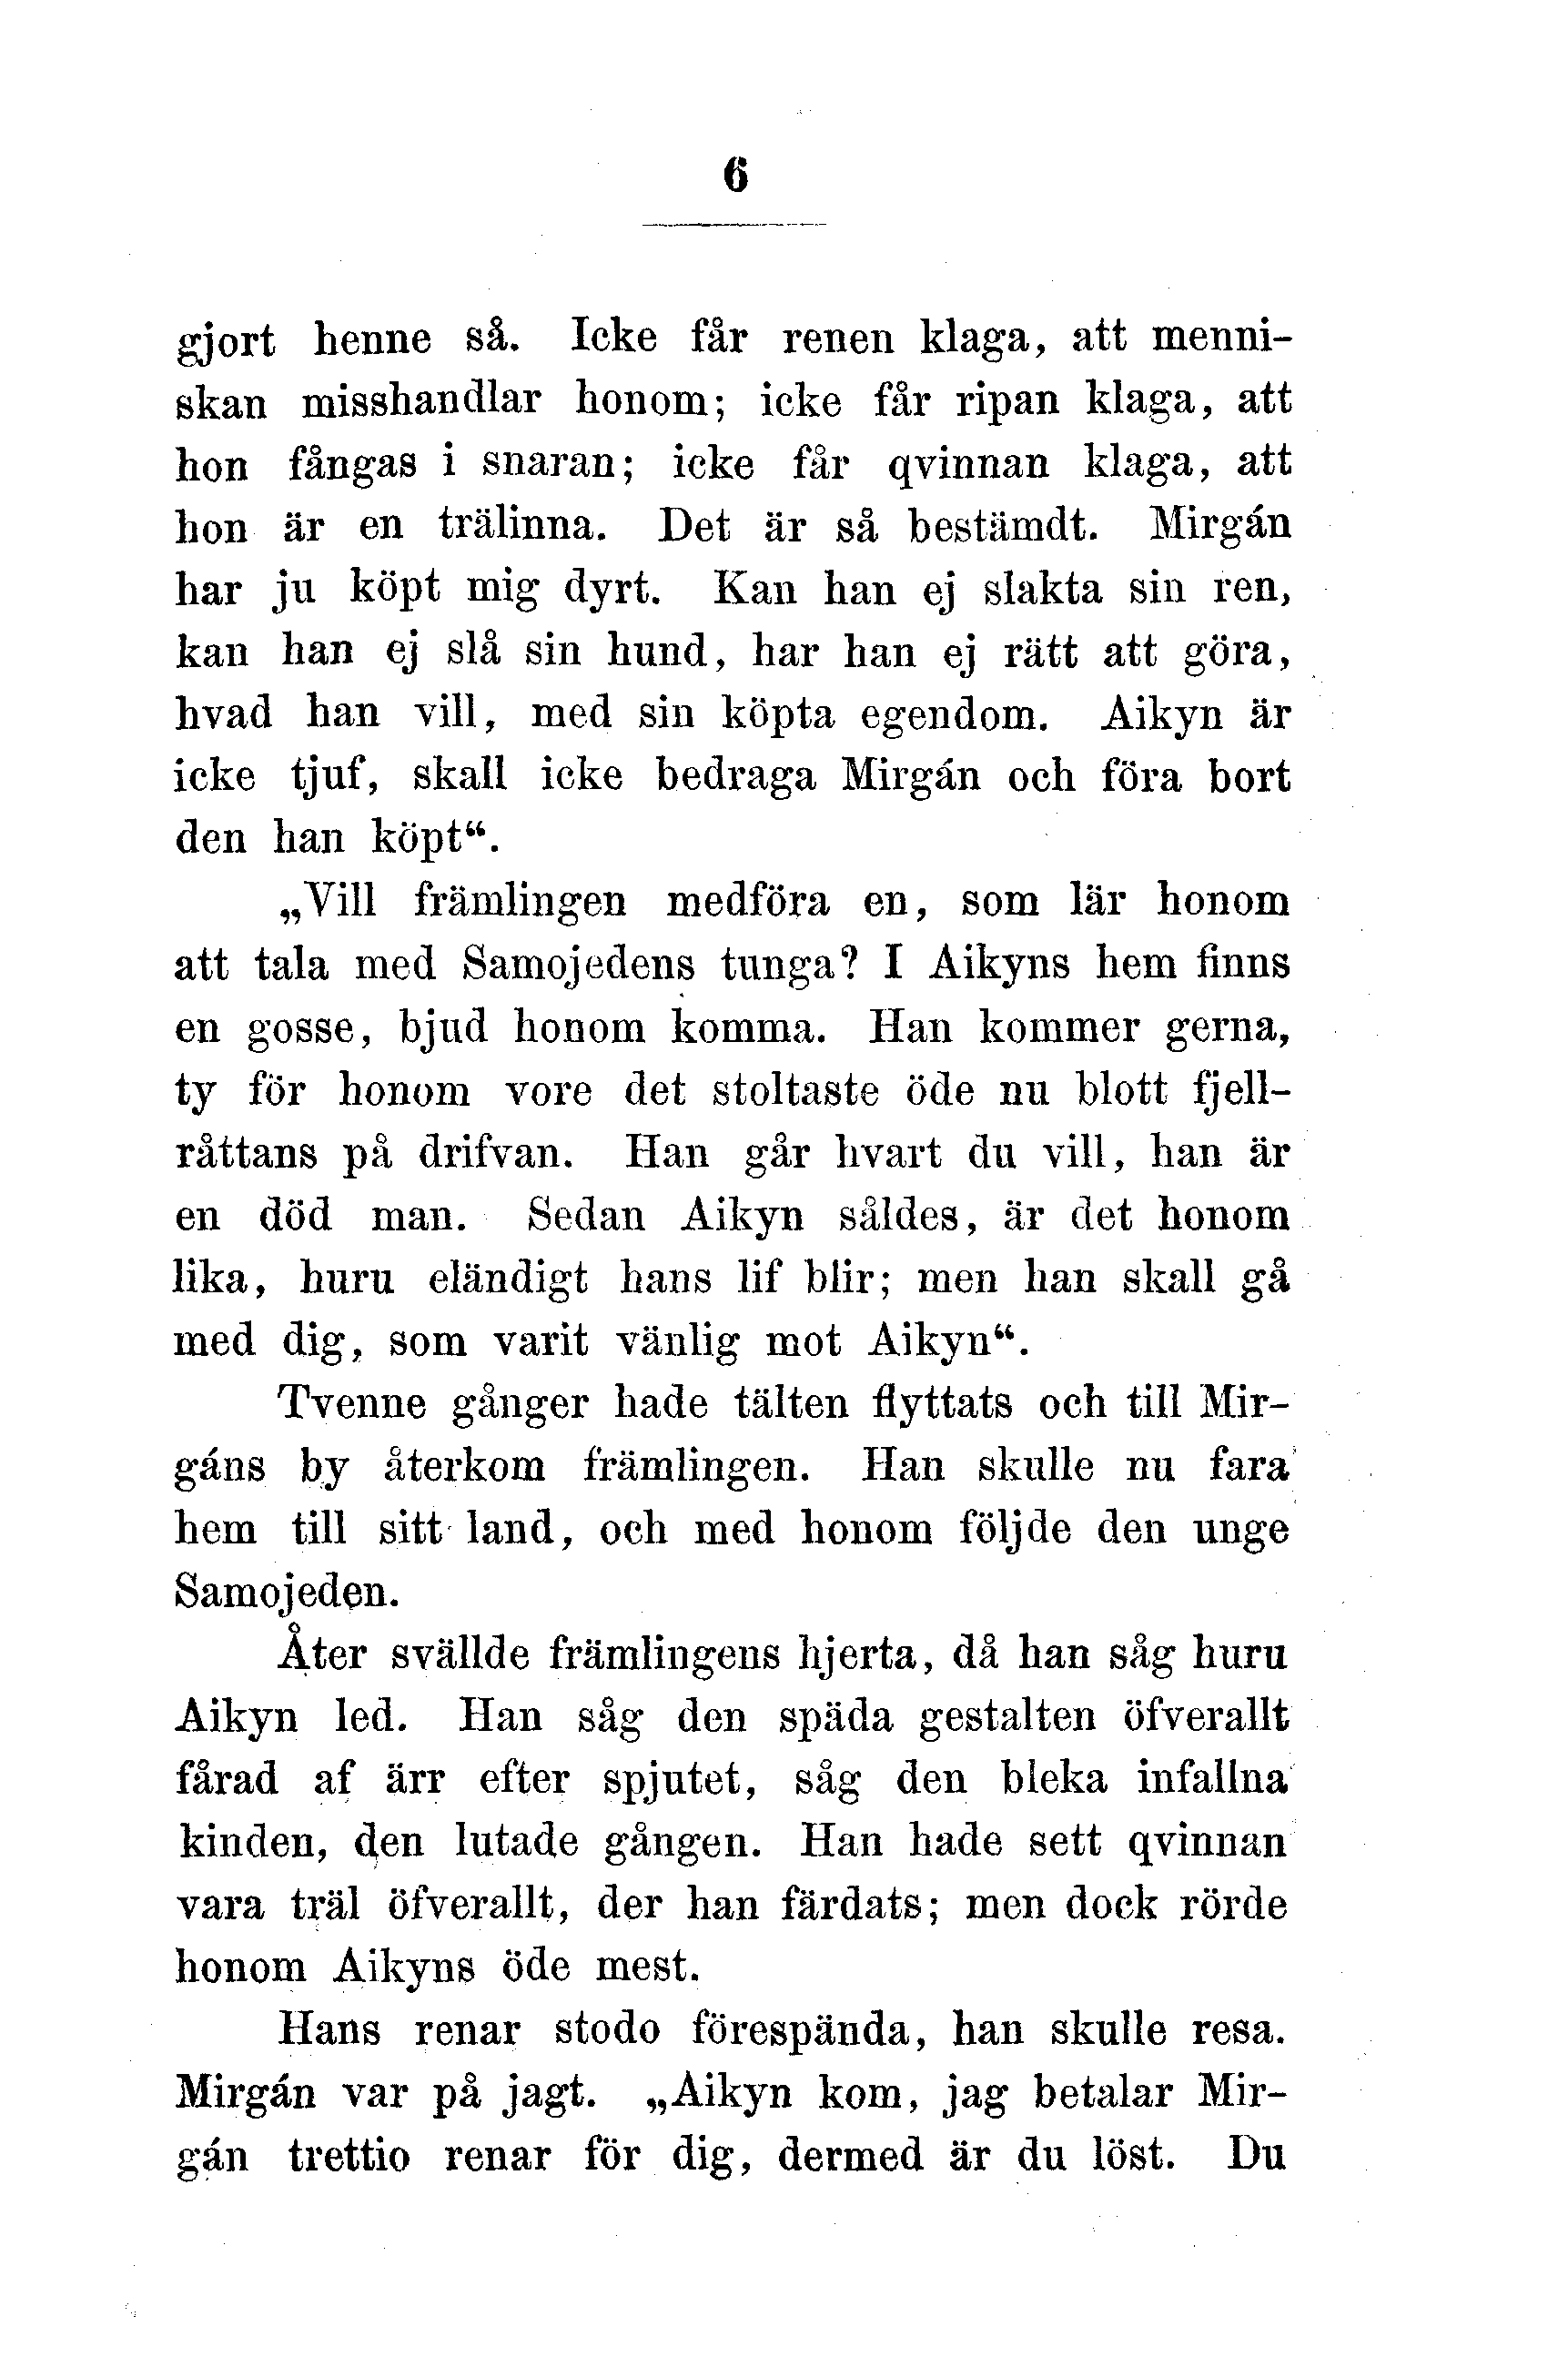 6
gjort henne så. Icke får renen klaga, att menni-
skan misshandlar honom; icke får ripan klaga, att
hon fångas i snaran; icke får qvinnan klaga, att
hon är en trälinna. Det är så bestämdt. Mirgán
har ju köpt mig dyrt. Kan han ej slakta sin ren,
kan han ej slå sin hund, har han ej rätt att göra,
hvad han vill, med sin köpta egendom. Aikyn är
icke tjuf, skall icke bedraga Mirgán och föra bort
den han köpt“.
„Vill främlingen medföra en, som lär honom
att tala med Samojedens tunga? I Aikyns hem finns
en gosse, bjud honom komma. Han kommer gerna,
ty för honom vore det stoltaste öde nu blott fjell-
råttans på drifvan. Han går hvart du vill, han är
en död man. Sedan Aikyn såldes, är det honom
lika, huru eländigt hans lif blir; men han skall gå
med dig, som varit vänlig mot Aikyn“.
Tvenne gånger hade tälten flyttats och till Mir-
gáns by återkom främlingen. Han skulle nu fara
hem till sitt land, och med honom följde den unge
Samojeden.
Åter svällde främlingens hjerta, då han såg huru
Aikyn led. Han såg den späda gestalten öfverallt
fårad af ärr efter spjutet, såg den bleka infallna
kinden, den lutade gången. Han hade sett qvinnan
vara träl öfverallt, der han färdats; men dock rörde
honom Aikyns öde mest.
Hans renar stodo förespända, han skulle resa.
Mirgán var på jagt. „Aikyn kom, jag betalar Mir-
gán trettio renar för dig, dermed är du löst. Du